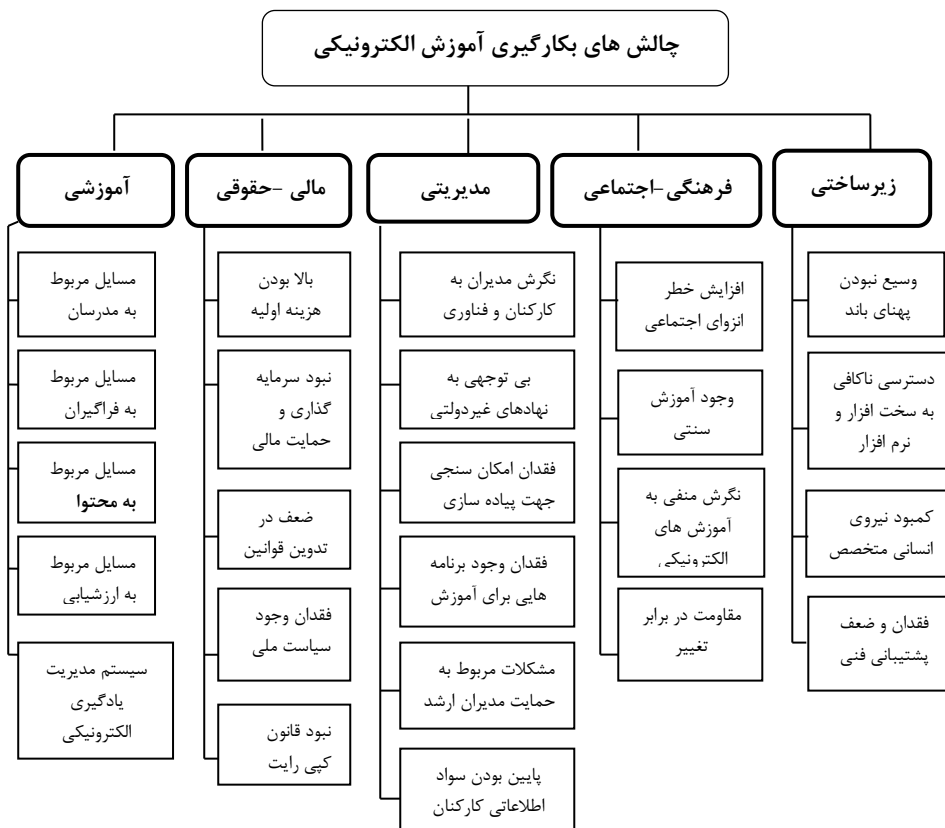 چالش های بکارگیری آموزش الکترونیکی
زیرساختی
وسیع نبودن
پهنای باند
دسترسی ناکافی
به سخت افزار و
نرم افزار
کمبود نیروی
انسانی متخصص
فقدان و ضعف
پشتیبانی فنی
فرهنگی-اجتماعی
افزایش خطر
انزوای اجتماعی
وجود آموزش
سنتی
نگرش منفی به
آموزش های
الکترونیکی
مقاومت در برابر
تغییر
مدیریتی
نگرش مدیران به
کارکنان و فناوری
بی توجهی به
نهادهای غیردولتی
فقدان امکان سنجی
جهت پیاده سازی
فقدان وجود برنامه
هایی برای آموزش
مشکلات مربوط به
حمایت مدیران ارشد
پایین بودن سواد
اطلاعاتی کارکنان
مالی -حقوقی
بالا بودن
هزینه اولیه
نبود سرمایه
گذاری و
حمایت مالی
ضعف در
تدوین قوانین
فقدان وجود
سیاست ملی
نبود قانون
کپی رایت
آموزشی
مسایل مربوط
به مدرسان
مسایل مربوط
به فراگیران
مسایل مربوط
به محتوا
مسایل مربوط
به ارزشیابی
سیستم مدیریت
یادگیری
الکترونیکی